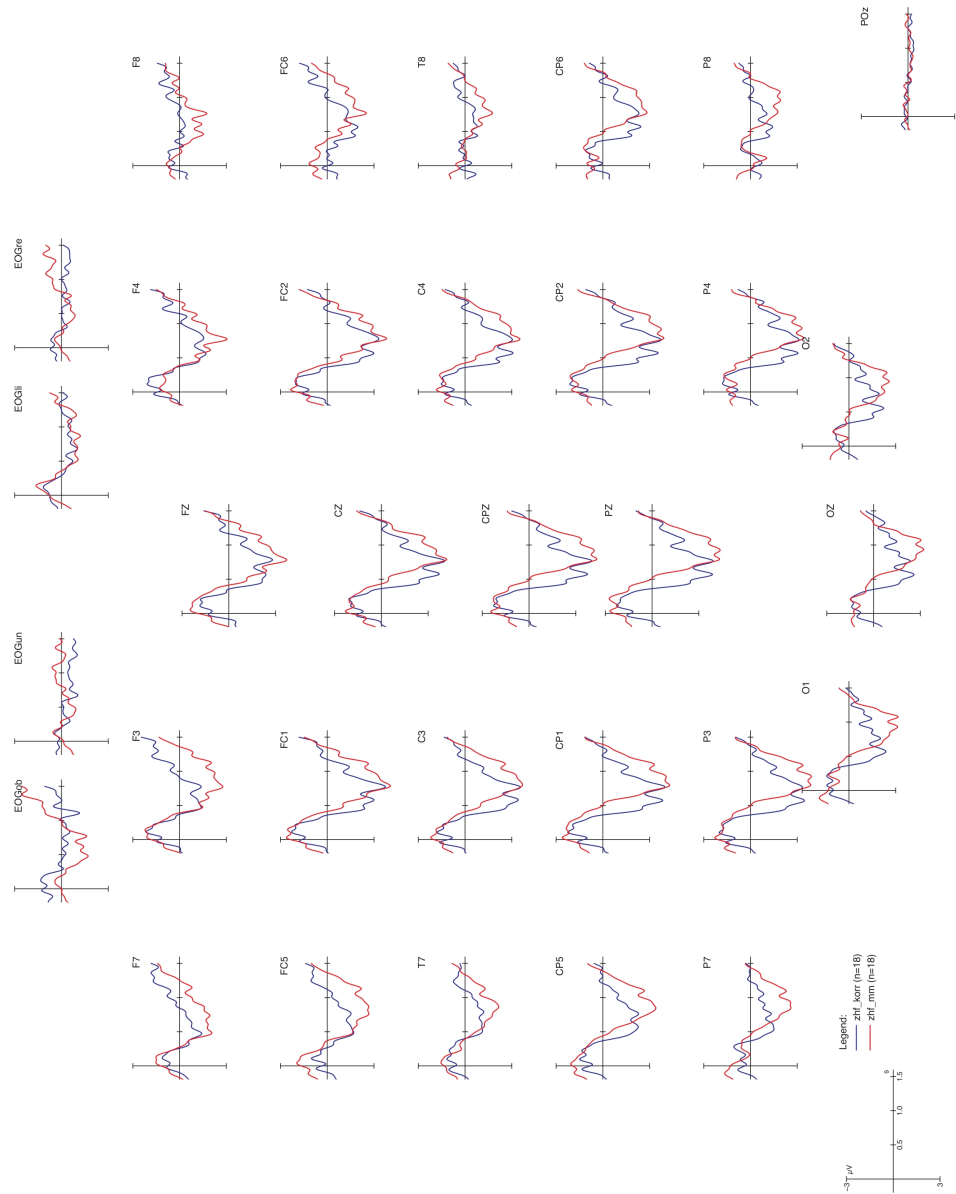 EOGob EOGun EOGli EOGre
F7 F3 F4 F8
FZ
FC5 FC1 FC2 FC6
CZ
T7 C3 C4 T8
CPZ
CP5 CP1 CP2 CP6
PZ
P7 P3 P4 P8
O1 O2
OZ
POz
Legend:
zhf_korr (n=18)
zhf_mm (n=18)
−3 µV
s
0.5 1.0 1.5
3